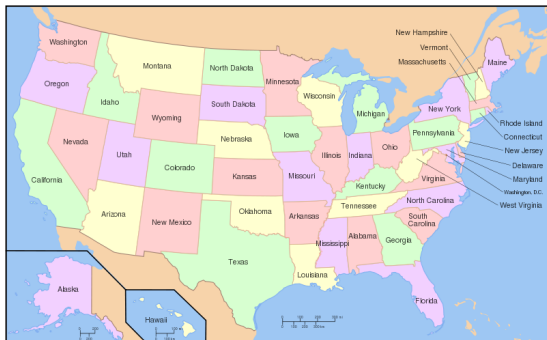 Washington
Oregon
California
Nevada
Idaho
Montana
Wyoming
Utah
Arizona
Colorado
New Mexico
North Dakota
South Dakota
Nebraska
Kansas
Oklahoma
Texas
Minnesota
Iowa
Missouri
Arkansas
Louisiana
Wisconsin
Illinois
Michigan
Indiana
Ohio
Kentucky
Tennessee
Mississippi
Alabama
Georgia
Florida
South
Carolina
North Carolina
Virginia
Pennsylvania
New York
Maine
New Hampshire
Vermont
Massachusetts
Rhode Island
Connecticut
New Jersey
Delaware
Maryland
Washington, D.C.
West Virginia
Alaska
Hawaii